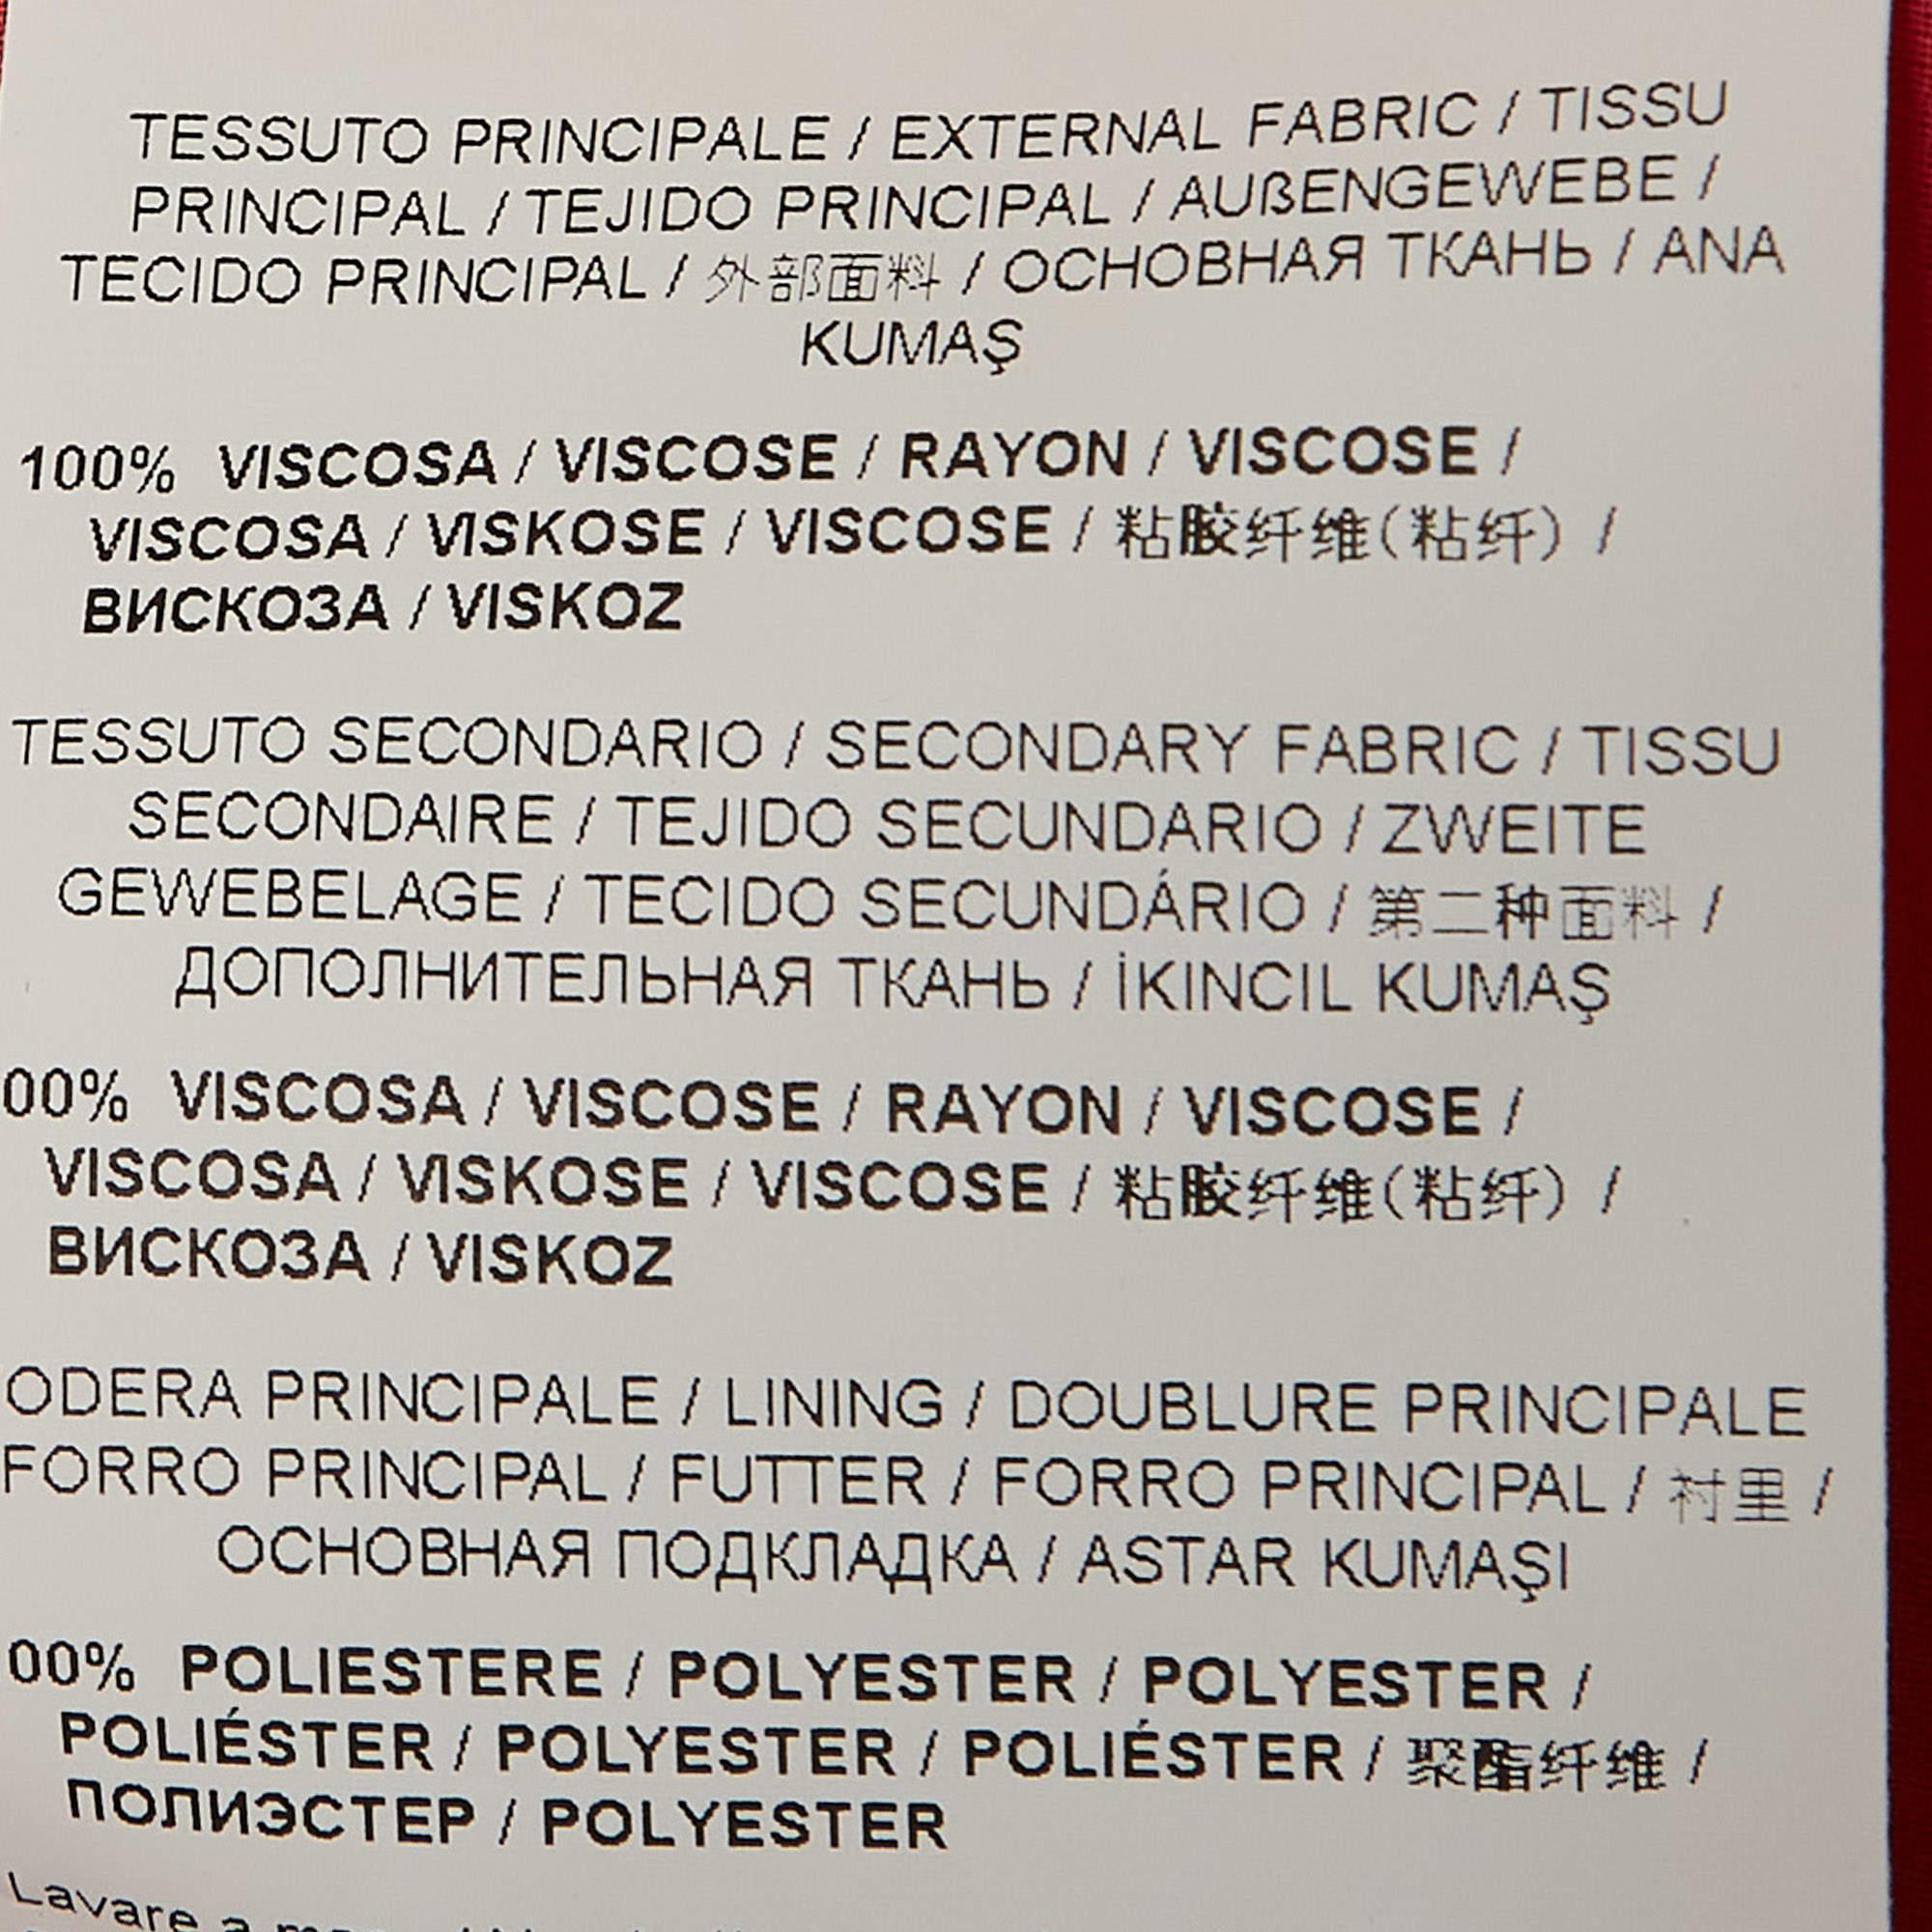 TESSUTO PRINCIPALE / EXTERNAL FABRIC / TISSU
PRINCIPAL / TEJIDO PRINCIPAL / AUßENGEWEBE /
TECIDO PRINCIPAL / 外部面料 / ОСНОВНАЯ ТКАНЬ / ANA
KUMAŞ
100% VISCOSA / VISCOSE / RAYON / VISCOSE /
VISCOSA / VISKOSE / VISCOSE / 粘胶纤维(粘纤) /
ВИСКОЗА / VISKOZ
TESSUTO SECONDARIO / SECONDARY FABRIC / TISSU
SECONDAIRE / TEJIDO SECUNDARIO / ZWEITE
GEWEBELAGE / TECIDO SECUNDÁRIO / 第二种面料 /
ДОПОЛНИТЕЛЬНАЯ ТКАНЬ / İKINCIL KUMAŞ
00% VISCOSA / VISCOSE / RAYON / VISCOSE /
VISCOSA / VISKOSE / VISCOSE / 粘胶纤维(粘纤) /
ВИСКОЗА / VISKOZ
ODERA PRINCIPALE / LINING / DOUBLURE PRINCIPALE
FORRO PRINCIPAL / FUTTER / FORRO PRINCIPAL / 衬里 /
ОСНОВНАЯ ПОДКЛАДКА / ASTAR KUMAŞI
00% POLIESTERE / POLYESTER / POLYESTER /
POLIÉSTER / POLYESTER / POLIÉSTER / 聚酯纤维 /
ПОЛИЭСТЕР / POLYESTER
Lavare a